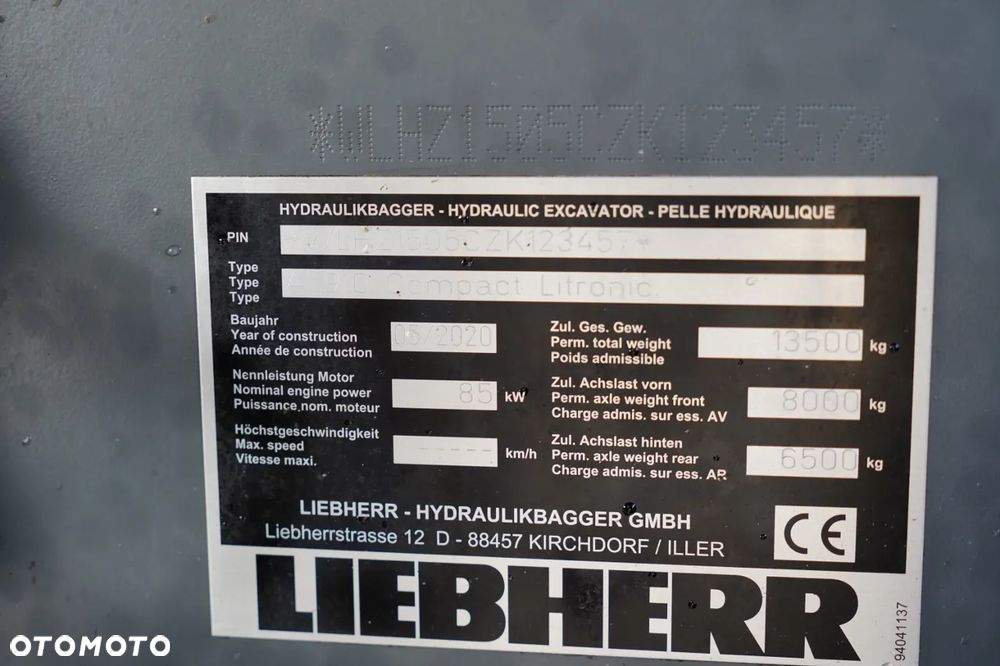 *WLHZ1505CZK123457*
HYDRAULIKBAGGER - HYDRAULIC EXCAVATOR - PELLE HYDRAULIQUE
PIN *WLHZ1505CZK123457*
Type
Type Compact Litronic
Type
Baujahr
Year of construction 05/2020
Année de construction
Zul. Ges. Gew.
Perm. total weight 13500 kg
Poids admissible
Nennleistung Motor
Nominal engine power 85 kW
Puissance nom. moteur
Zul. Achslast vorn
Perm. axle weight front 8000 kg
Charge admis. sur ess. AV
Höchstgeschwindigkeit
Max. speed ----- km/h
Vitesse maxi.
Zul. Achslast hinten
Perm. axle weight rear 6500 kg
Charge admis. sur ess. AR
LIEBHERR - HYDRAULIKBAGGER GMBH
Liebherrstrasse 12 D - 88457 KIRCHDORF / ILLER
CE
LIEBHERR
94041137
OTOMOTO